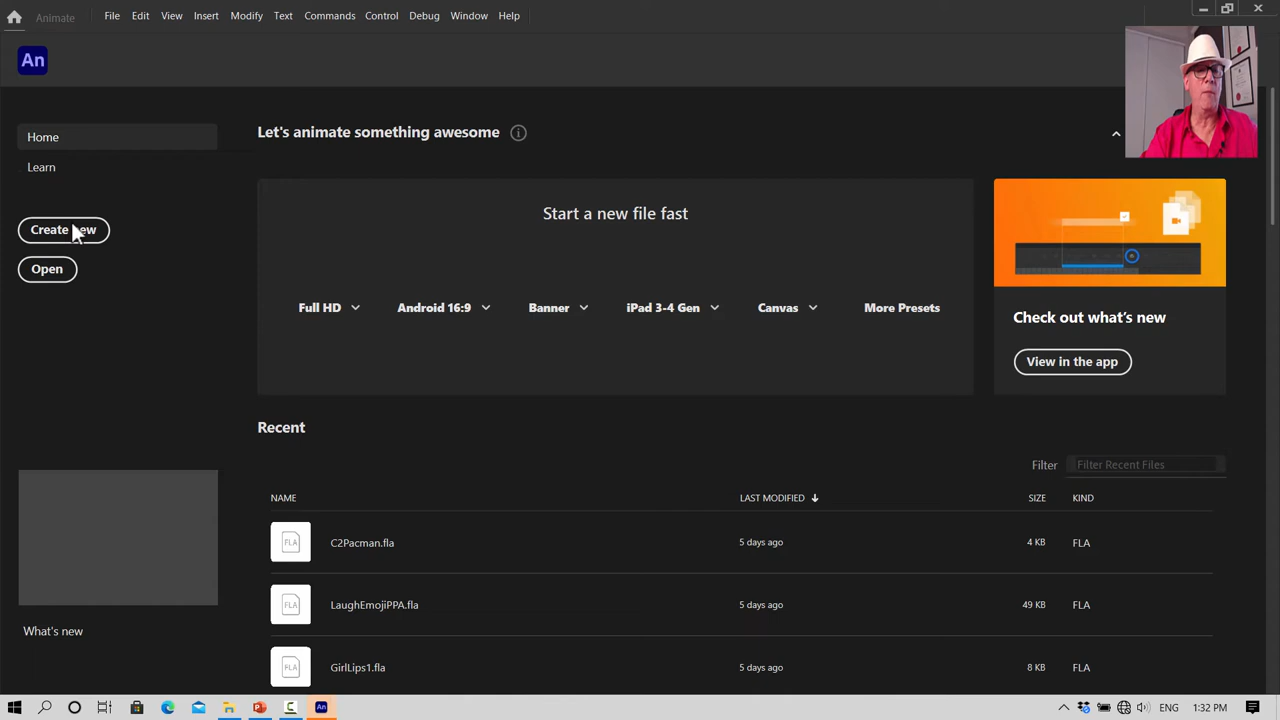 Animate File Edit View Insert Modify Text Commands Control Debug Window Help
An
Home
Learn
Create new
Open
Let's animate something awesome
Start a new file fast
Full HD Android 16:9 Banner iPad 3-4 Gen Canvas More Presets
Check out what's new
View in the app
Recent
Filter Filter Recent Files
NAME LAST MODIFIED SIZE KIND
FLA C2Pacman.fla 5 days ago 4 KB FLA
FLA LaughEmojiPPA.fla 5 days ago 49 KB FLA
FLA GirlLips1.fla 5 days ago 8 KB FLA
What's new
ENG 1:32 PM